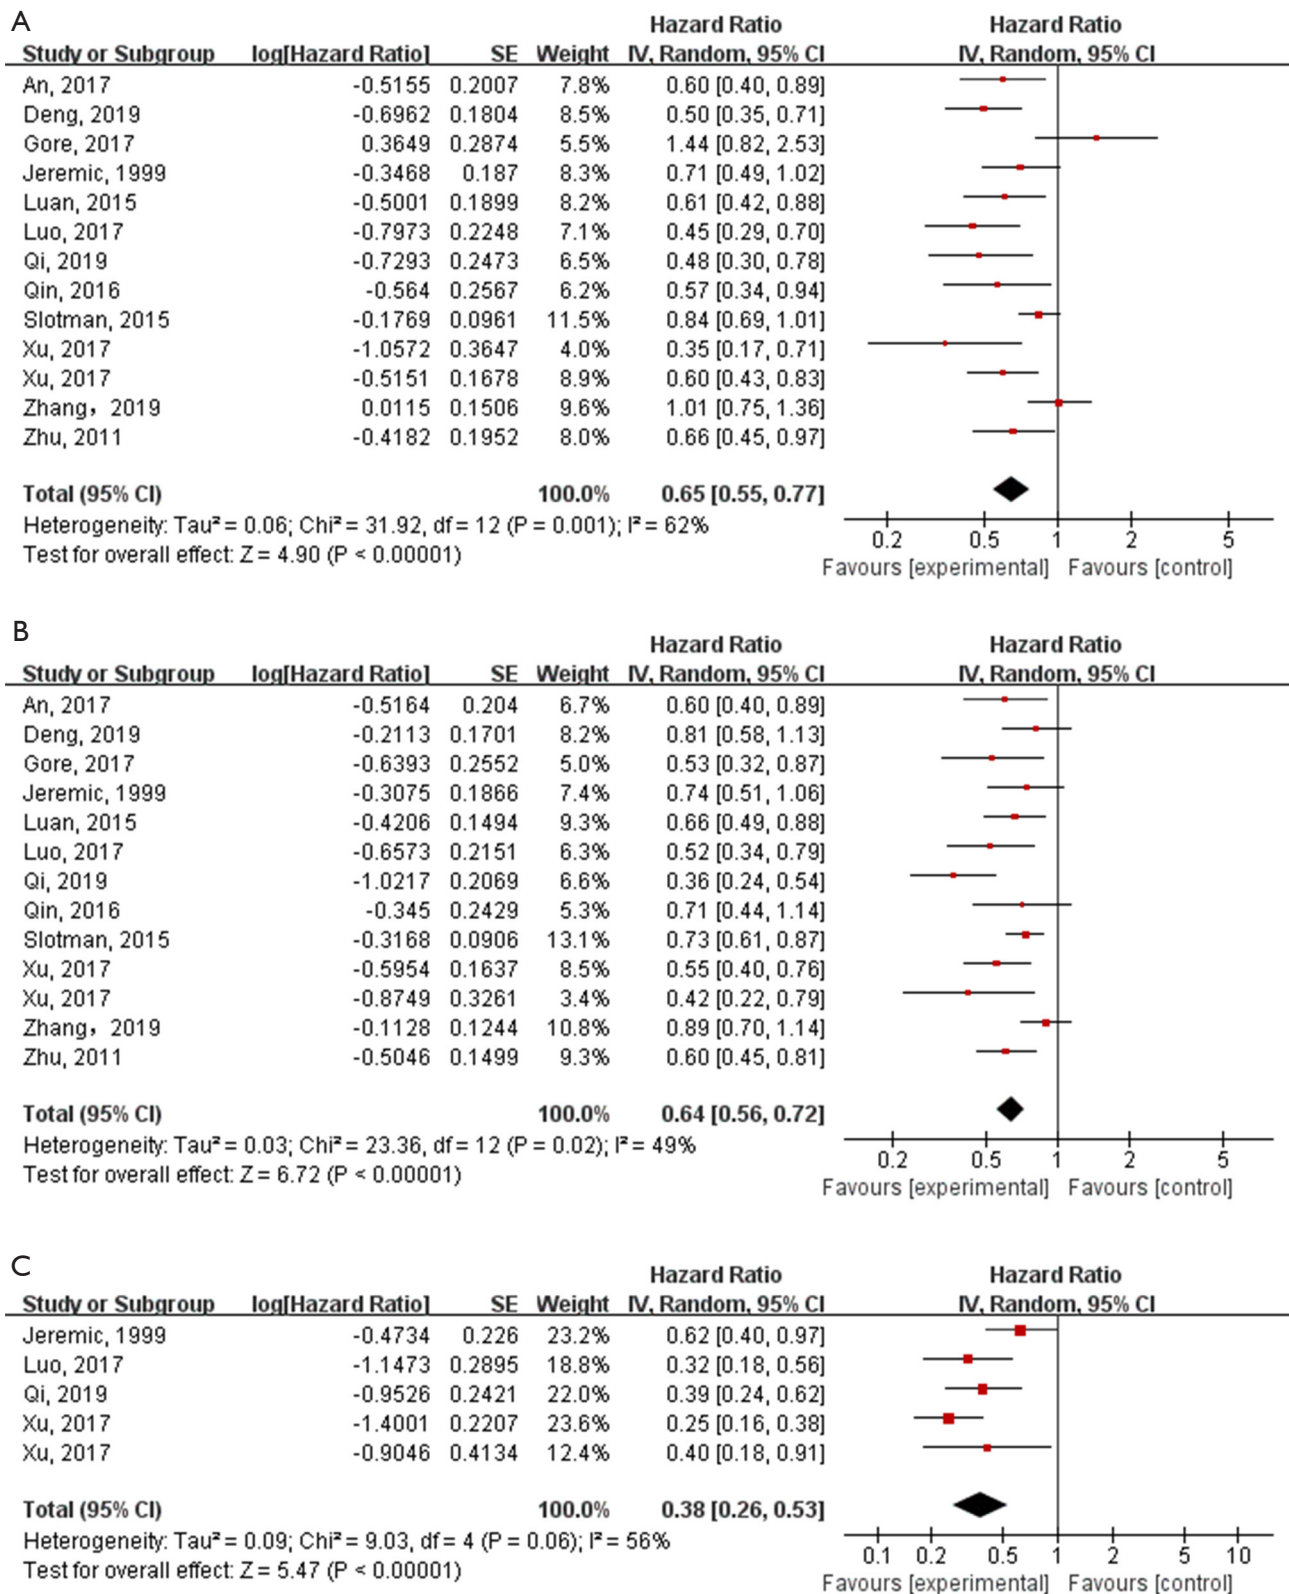 A
Hazard Ratio Hazard Ratio
Study or Subgroup log[Hazard Ratio] SE Weight IV, Random, 95% CI IV, Random, 95% CI
An, 2017 -0.5155 0.2007 7.8% 0.60 [0.40, 0.89]
Deng, 2019 -0.6962 0.1804 8.5% 0.50 [0.35, 0.71]
Gore, 2017 0.3649 0.2874 5.5% 1.44 [0.82, 2.53]
Jeremic, 1999 -0.3468 0.187 8.3% 0.71 [0.49, 1.02]
Luan, 2015 -0.5001 0.1899 8.2% 0.61 [0.42, 0.88]
Luo, 2017 -0.7973 0.2248 7.1% 0.45 [0.29, 0.70]
Qi, 2019 -0.7293 0.2473 6.5% 0.48 [0.30, 0.78]
Qin, 2016 -0.564 0.2567 6.2% 0.57 [0.34, 0.94]
Slotman, 2015 -0.1769 0.0961 11.5% 0.84 [0.69, 1.01]
Xu, 2017 -1.0572 0.3647 4.0% 0.35 [0.17, 0.71]
Xu, 2017 -0.5151 0.1678 8.9% 0.60 [0.43, 0.83]
Zhang，2019 0.0115 0.1506 9.6% 1.01 [0.75, 1.36]
Zhu, 2011 -0.4182 0.1952 8.0% 0.66 [0.45, 0.97]
Total (95% CI) 100.0% 0.65 [0.55, 0.77]
Heterogeneity: Tau² = 0.06; Chi² = 31.92, df = 12 (P = 0.001); I² = 62%
Test for overall effect: Z = 4.90 (P < 0.00001)
0.2 0.5 1 2 5
Favours [experimental] Favours [control]
B
Hazard Ratio Hazard Ratio
Study or Subgroup log[Hazard Ratio] SE Weight IV, Random, 95% CI IV, Random, 95% CI
An, 2017 -0.5164 0.204 6.7% 0.60 [0.40, 0.89]
Deng, 2019 -0.2113 0.1701 8.2% 0.81 [0.58, 1.13]
Gore, 2017 -0.6393 0.2552 5.0% 0.53 [0.32, 0.87]
Jeremic, 1999 -0.3075 0.1866 7.4% 0.74 [0.51, 1.06]
Luan, 2015 -0.4206 0.1494 9.3% 0.66 [0.49, 0.88]
Luo, 2017 -0.6573 0.2151 6.3% 0.52 [0.34, 0.79]
Qi, 2019 -1.0217 0.2069 6.6% 0.36 [0.24, 0.54]
Qin, 2016 -0.345 0.2429 5.3% 0.71 [0.44, 1.14]
Slotman, 2015 -0.3168 0.0906 13.1% 0.73 [0.61, 0.87]
Xu, 2017 -0.5954 0.1637 8.5% 0.55 [0.40, 0.76]
Xu, 2017 -0.8749 0.3261 3.4% 0.42 [0.22, 0.79]
Zhang，2019 -0.1128 0.1244 10.8% 0.89 [0.70, 1.14]
Zhu, 2011 -0.5046 0.1499 9.3% 0.60 [0.45, 0.81]
Total (95% CI) 100.0% 0.64 [0.56, 0.72]
Heterogeneity: Tau² = 0.03; Chi² = 23.36, df = 12 (P = 0.02); I² = 49%
Test for overall effect: Z = 6.72 (P < 0.00001)
0.2 0.5 1 2 5
Favours [experimental] Favours [control]
C
Hazard Ratio Hazard Ratio
Study or Subgroup log[Hazard Ratio] SE Weight IV, Random, 95% CI IV, Random, 95% CI
Jeremic, 1999 -0.4734 0.226 23.2% 0.62 [0.40, 0.97]
Luo, 2017 -1.1473 0.2895 18.8% 0.32 [0.18, 0.56]
Qi, 2019 -0.9526 0.2421 22.0% 0.39 [0.24, 0.62]
Xu, 2017 -1.4001 0.2207 23.6% 0.25 [0.16, 0.38]
Xu, 2017 -0.9046 0.4134 12.4% 0.40 [0.18, 0.91]
Total (95% CI) 100.0% 0.38 [0.26, 0.53]
Heterogeneity: Tau² = 0.09; Chi² = 9.03, df = 4 (P = 0.06); I² = 56%
Test for overall effect: Z = 5.47 (P < 0.00001)
0.1 0.2 0.5 1 2 5 10
Favours [experimental] Favours [control]